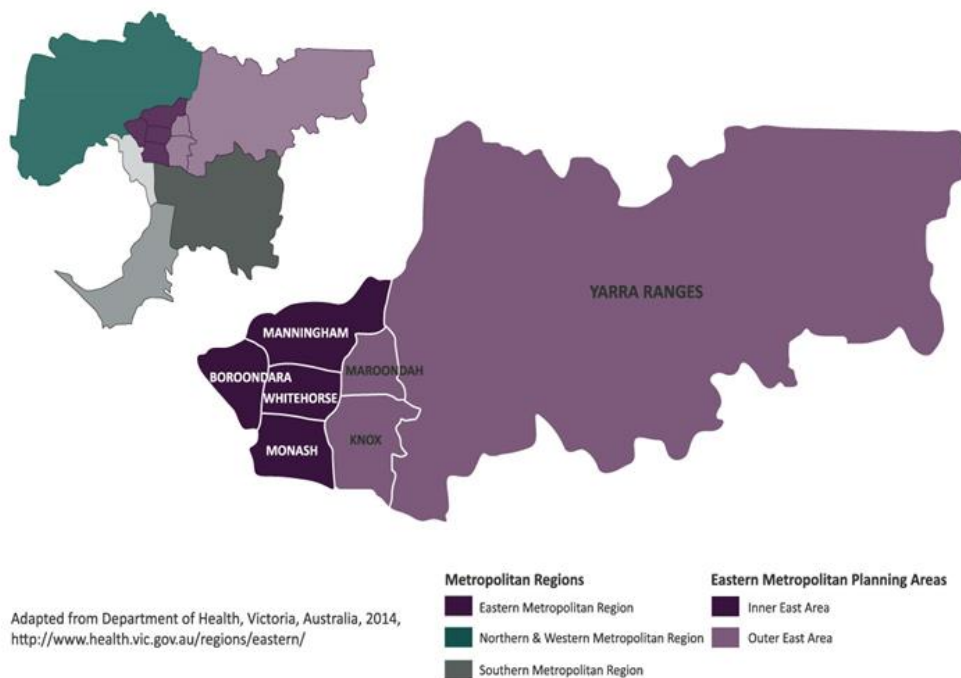 YARRA RANGES
MANNINGHAM
MAROONDAH
BOROONDARA
WHITEHORSE
KNOX
MONASH
Metropolitan Regions
Eastern Metropolitan Region
Northern & Western Metropolitan Region
Southern Metropolitan Region
Eastern Metropolitan Planning Areas
Inner East Area
Outer East Area
Adapted from Department of Health, Victoria, Australia, 2014,
http://www.health.vic.gov.au/regions/eastern/